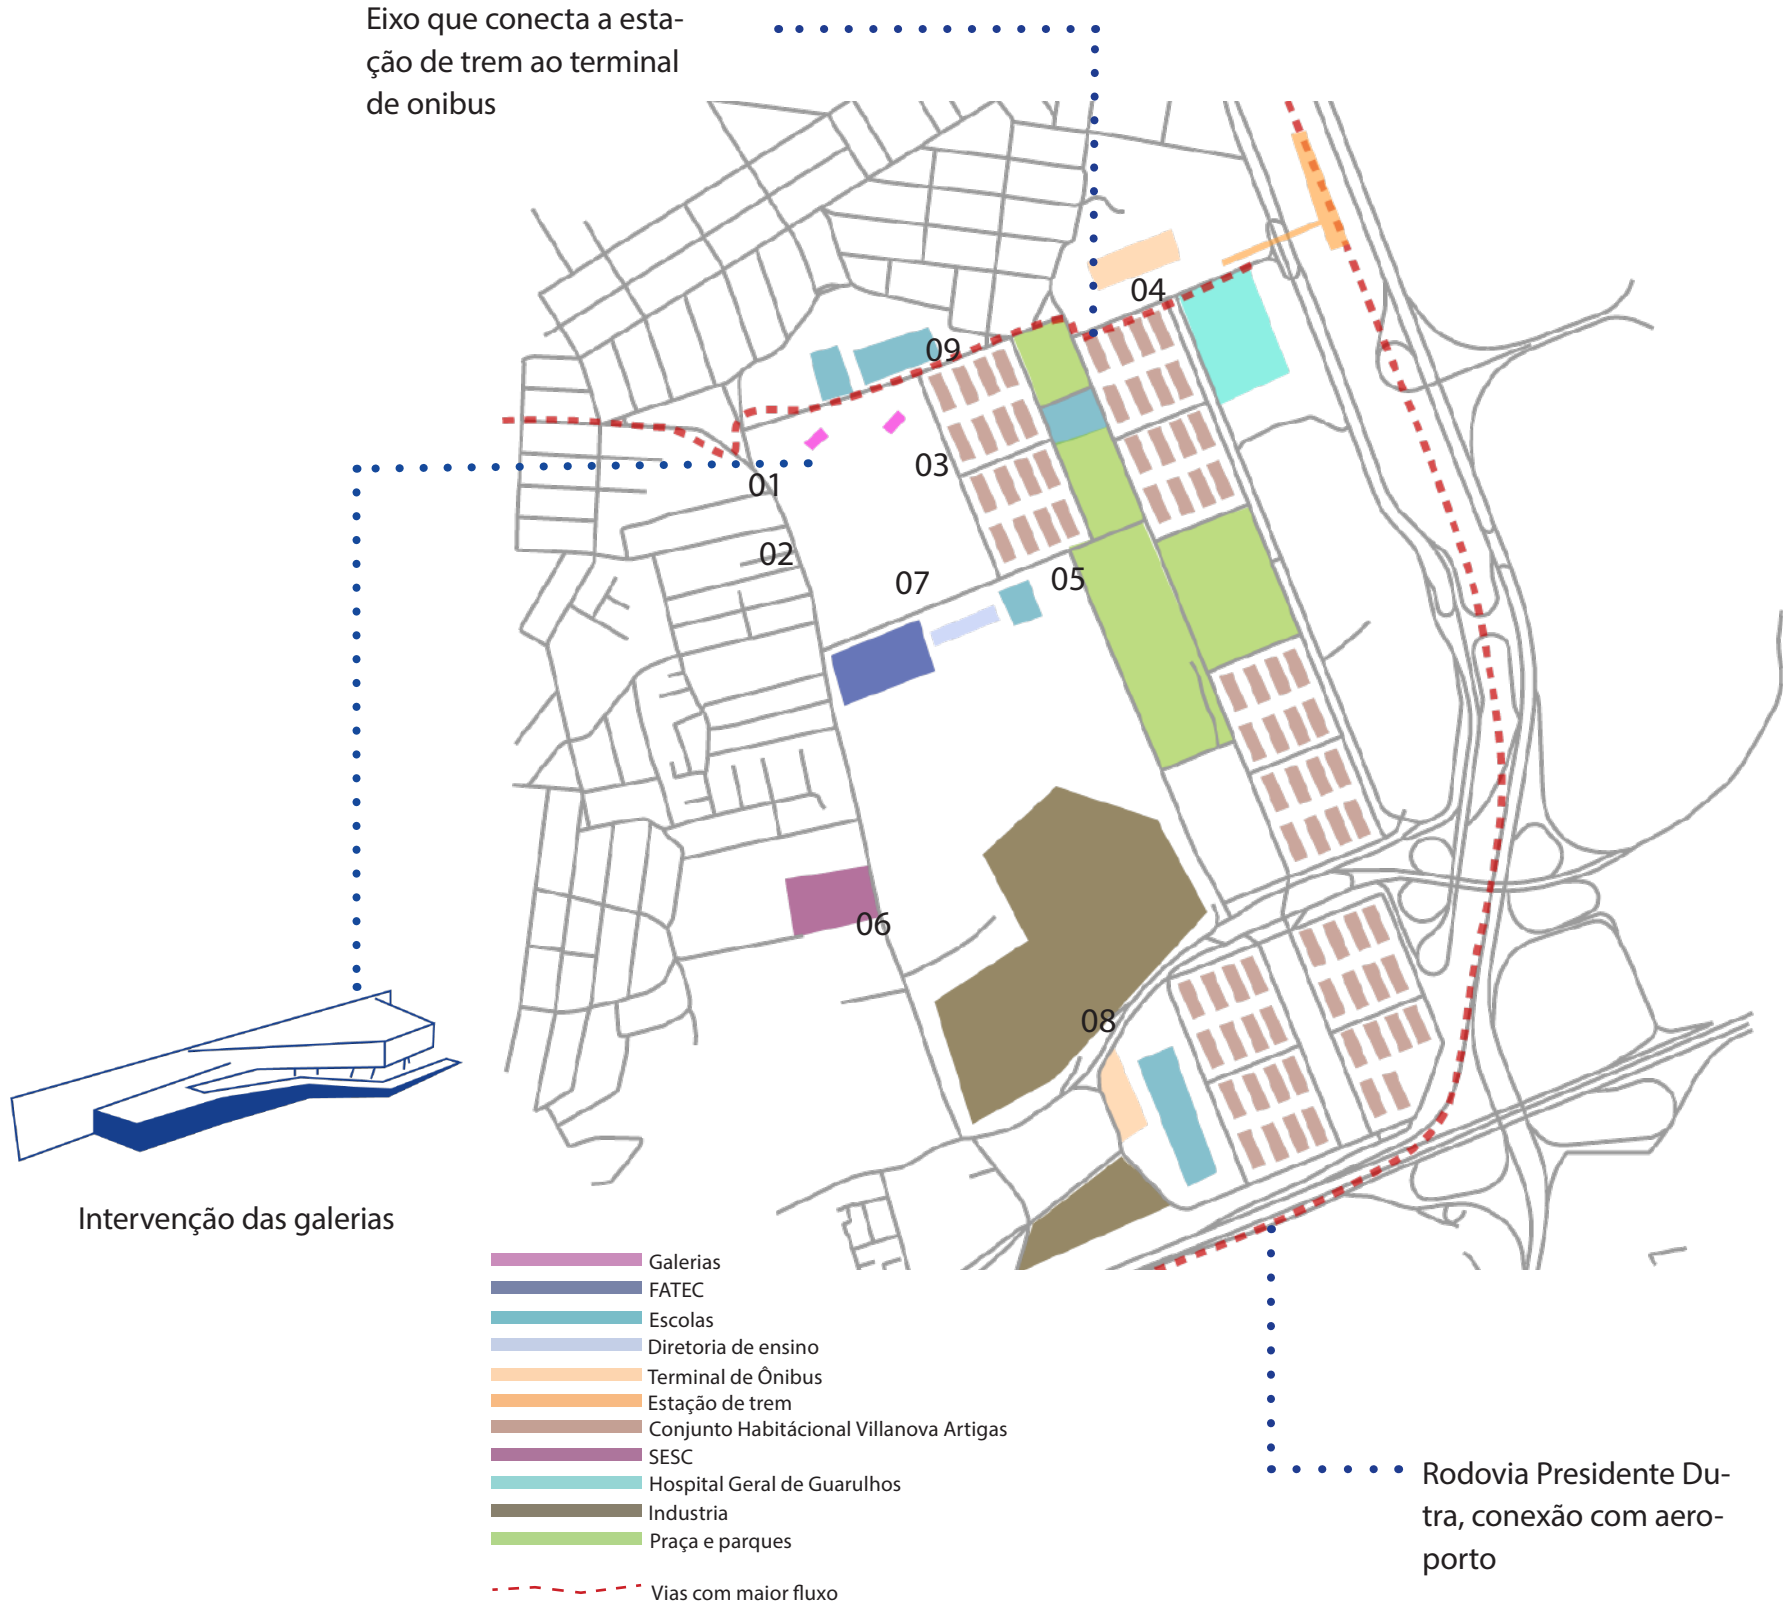 Eixo que conecta a esta-
ção de trem ao terminal
de onibus
04
09
03
01
02
07
05
06
08
Intervenção das galerias
Galerias
FATEC
Escolas
Diretoria de ensino
Terminal de Ônibus
Estação de trem
Conjunto Habitácional Villanova Artigas
SESC
Hospital Geral de Guarulhos
Industria
Praça e parques
Vias com maior fluxo
Rodovia Presidente Du-
tra, conexão com aero-
porto